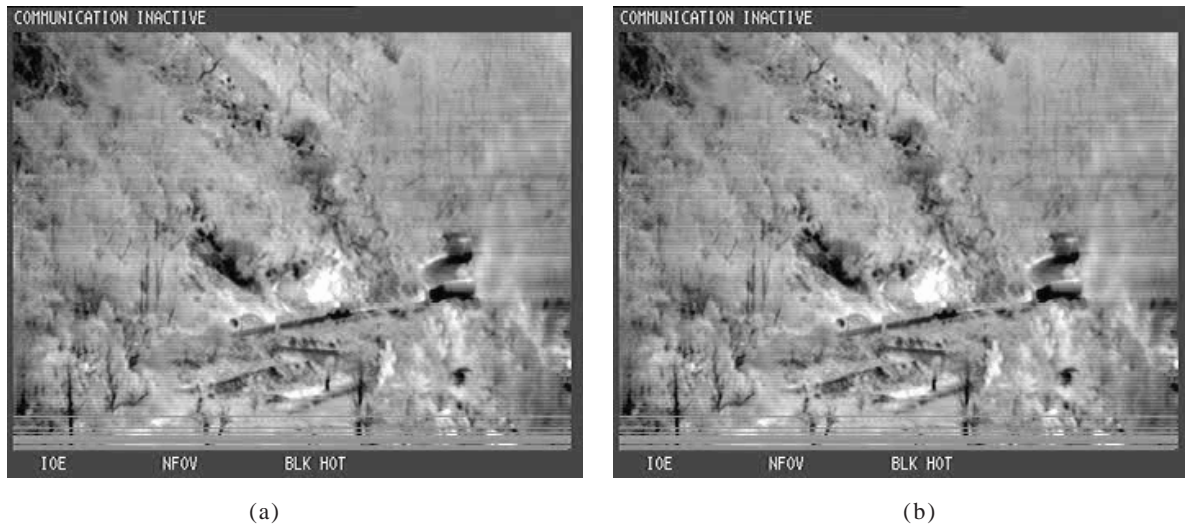 COMMUNICATION INACTIVE
IOE NFOV BLK HOT
(a)
COMMUNICATION INACTIVE
IOE NFOV BLK HOT
(b)